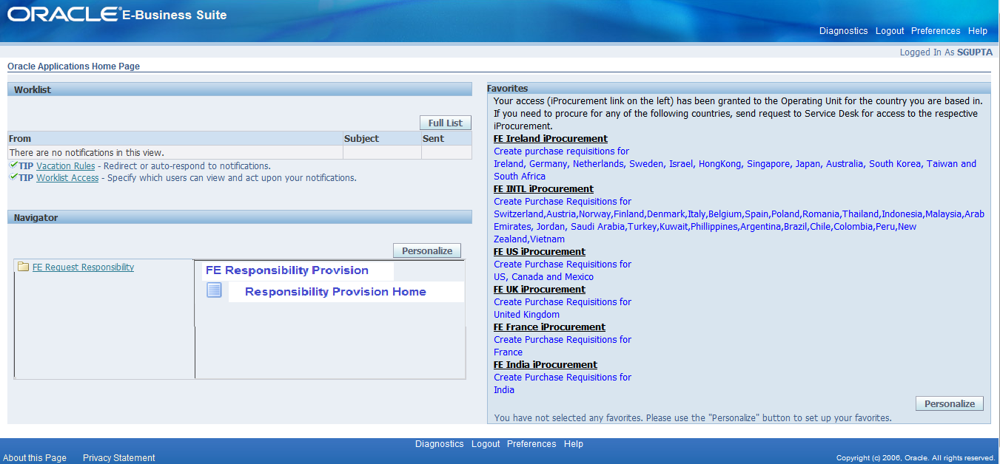 ORACLE® E-Business Suite
Diagnostics Logout Preferences Help
Logged In As SGUPTA
Oracle Applications Home Page
Worklist
Full List
From Subject Sent
There are no notifications in this view.
TIP Vacation Rules - Redirect or auto-respond to notifications.
TIP Worklist Access - Specify which users can view and act upon your notifications.
Navigator
Personalize
FE Request Responsibility
FE Responsibility Provision
Responsibility Provision Home
Favorites
Your access (iProcurement link on the left) has been granted to the Operating Unit for the country you are based in.
If you need to procure for any of the following countries, send request to Service Desk for access to the respective
iProcurement.
FE Ireland iProcurement
Create purchase requisitions for
Ireland, Germany, Netherlands, Sweden, Israel, HongKong, Singapore, Japan, Australia, South Korea, Taiwan and
South Africa
FE INTL iProcurement
Create Purchase Requisitions for
Switzerland,Austria,Norway,Finland,Denmark,Italy,Belgium,Spain,Poland,Romania,Thailand,Indonesia,Malaysia,Arab
Emirates, Jordan, Saudi Arabia,Turkey,Kuwait,Phillippines,Argentina,Brazil,Chile,Colombia,Peru,New
Zealand,Vietnam
FE US iProcurement
Create Purchase Requisitions for
US, Canada and Mexico
FE UK iProcurement
Create Purchase Requisitions for
United Kingdom
FE France iProcurement
Create Purchase Requisitions for
France
FE India iProcurement
Create Purchase Requisitions for
India
Personalize
You have not selected any favorites. Please use the "Personalize" button to set up your favorites.
Diagnostics Logout Preferences Help
About this Page Privacy Statement
Copyright (c) 2006, Oracle. All rights reserved.